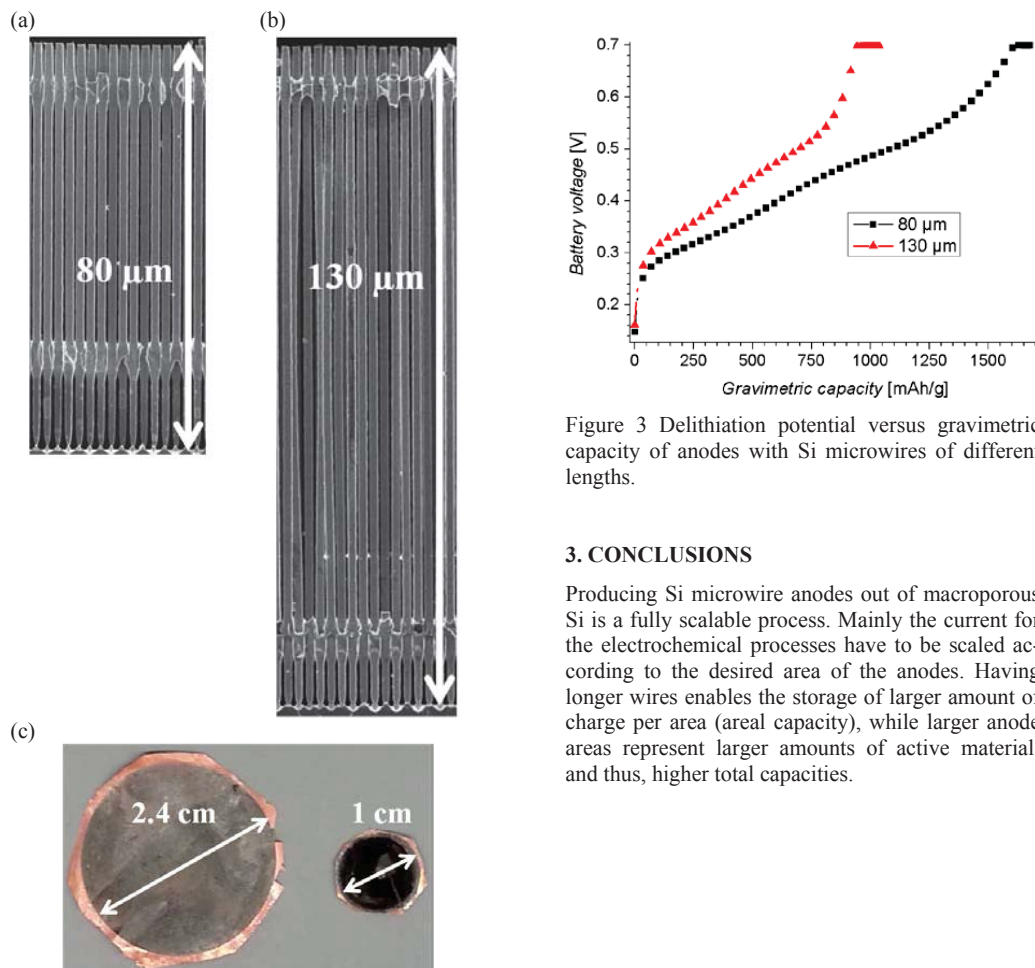 (a)
(b)
80 µm
130 µm
(c)
2.4 cm
1 cm
0.7
0.6
0.5
0.4
0.3
0.2
Battery voltage [V]
80 µm
130 µm
0 250 500 750 1000 1250 1500
Gravimetric capacity [mAh/g]
Figure 3 Delithiation potential versus gravimetric
capacity of anodes with Si microwires of different
lengths.
3. CONCLUSIONS
Producing Si microwire anodes out of macroporous
Si is a fully scalable process. Mainly the current for
the electrochemical processes have to be scaled ac-
cording to the desired area of the anodes. Having
longer wires enables the storage of larger amount of
charge per area (areal capacity), while larger anode
areas represent larger amounts of active material,
and thus, higher total capacities.